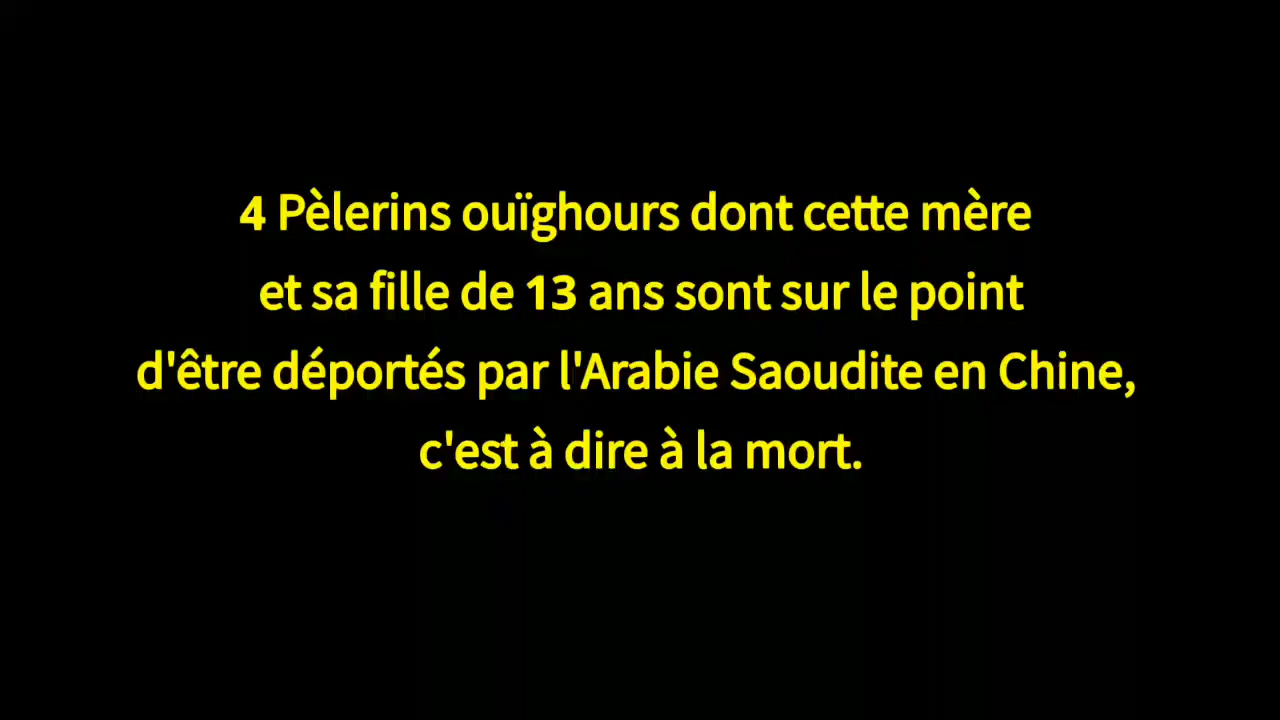 4 Pèlerins ouïghours dont cette mère
et sa fille de 13 ans sont sur le point
d'être déportés par l'Arabie Saoudite en Chine,
c'est à dire à la mort.